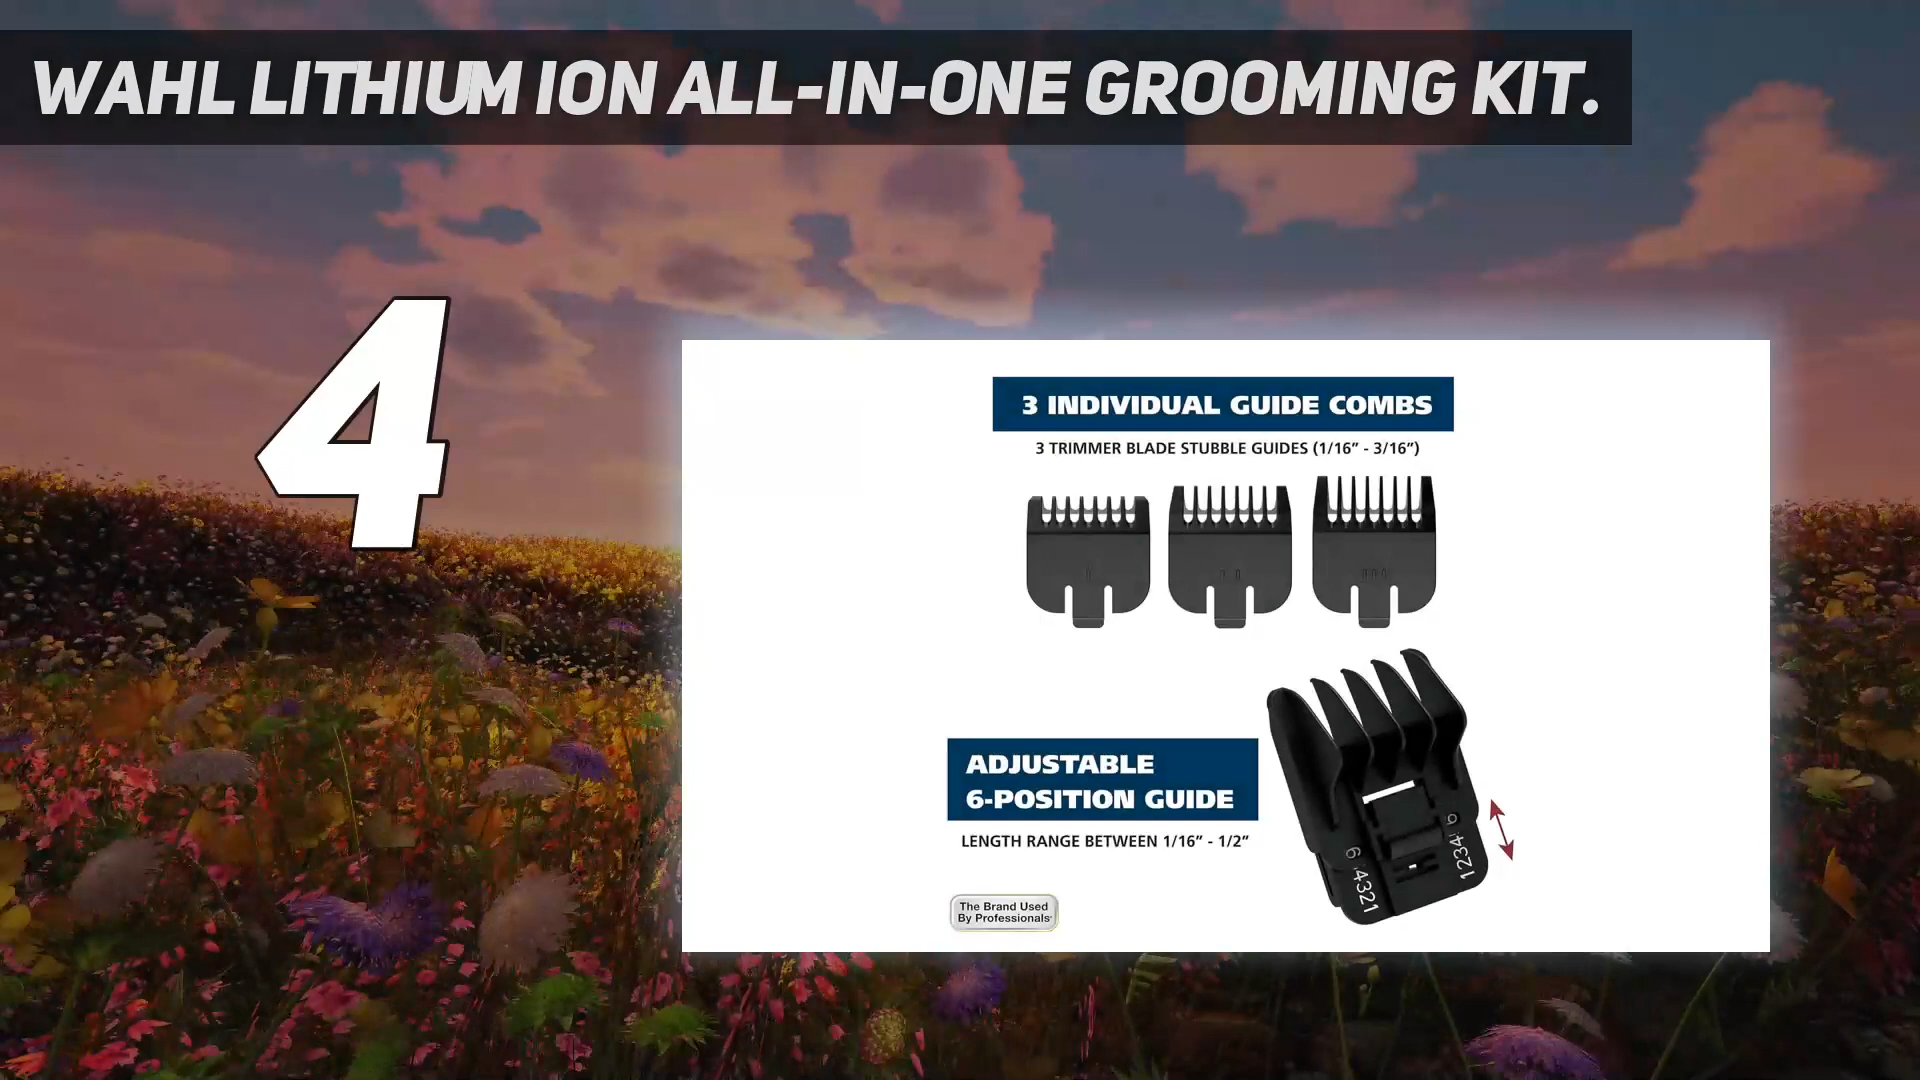 WAHL LITHIUM ION ALL-IN-ONE GROOMING KIT.
4
3 INDIVIDUAL GUIDE COMBS
3 TRIMMER BLADE STUBBLE GUIDES (1/16” - 3/16”)
ADJUSTABLE
6-POSITION GUIDE
LENGTH RANGE BETWEEN 1/16” - 1/2”
1234 6
1234 6
The Brand Used
By Professionals